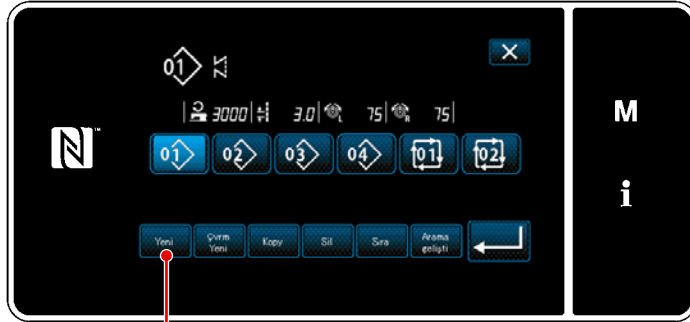 01
3000 3.0 L 75 R 75
01 02 03 04 01 02
Yeni Çvrm Yeni Kopy Sil Sıra Arama gelişti
M
i